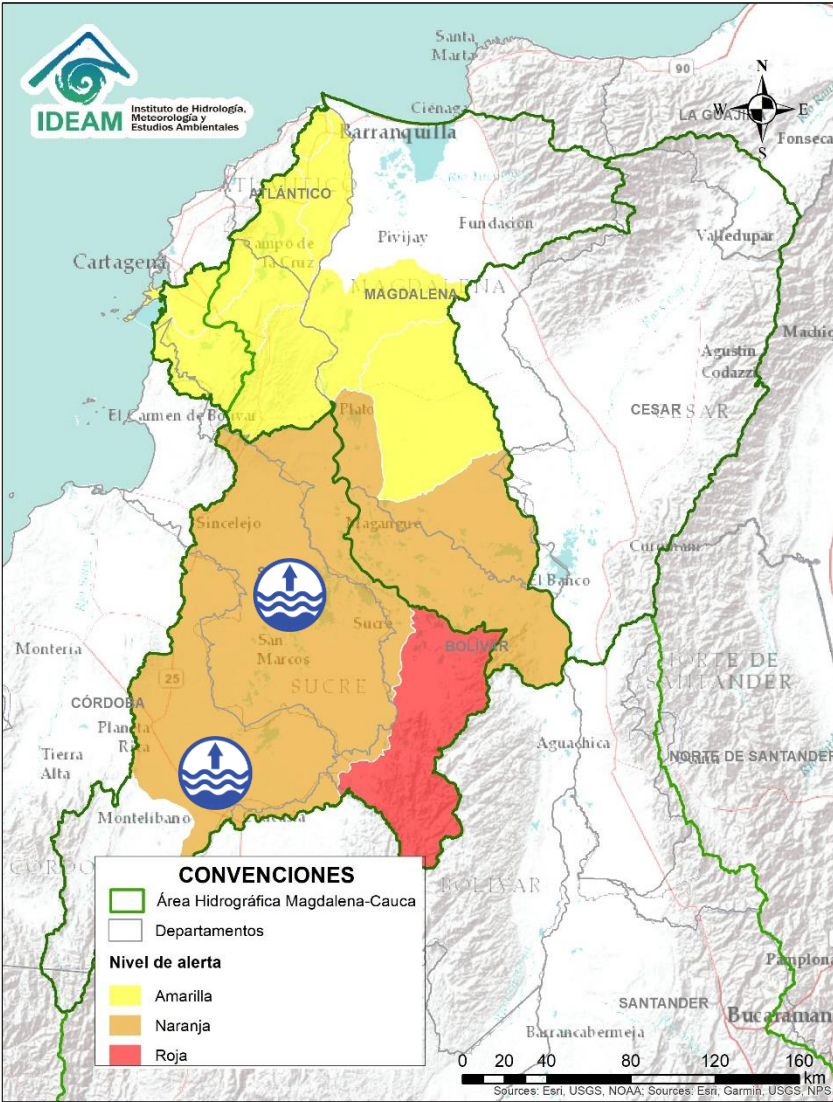 IDEAM
Instituto de Hidrología,
Meteorología y
Estudios Ambientales
Santa
Marta
90
N
W
E
S
Ciénaga
LA GUAJIRA
Barranquilla
Fonseca
ATLÁNTICO
Pivijay
Fundación
Valledupar
Campo de
la Cruz
Cartagena
MAGDALENA
MAGDALENA
Agustín
Codazzi
El Carmen de Bolívar
Plato
CESAR
CESAR
Sincelejo
Magangue
El Banco
Sucre
BOLÍVAR
Montería
San
Marcos
25
SUCRE
NORTE DE
SANTANDER
CÓRDOBA
Planeta
Rica
Tierra
Alta
Aguachica
NORTE DE SANTANDER
Montelíbano
BOLÍVAR
CONVENCIONES
Área Hidrográfica Magdalena-Cauca
Departamentos
Nivel de alerta
Amarilla
Naranja
Roja
Pamplona
SANTANDER
Bucaraman
Barrancabermeja
0 20 40 80 120 160
km
Sources: Esri, USGS, NOAA; Sources: Esri, Garmin, USGS, NPS